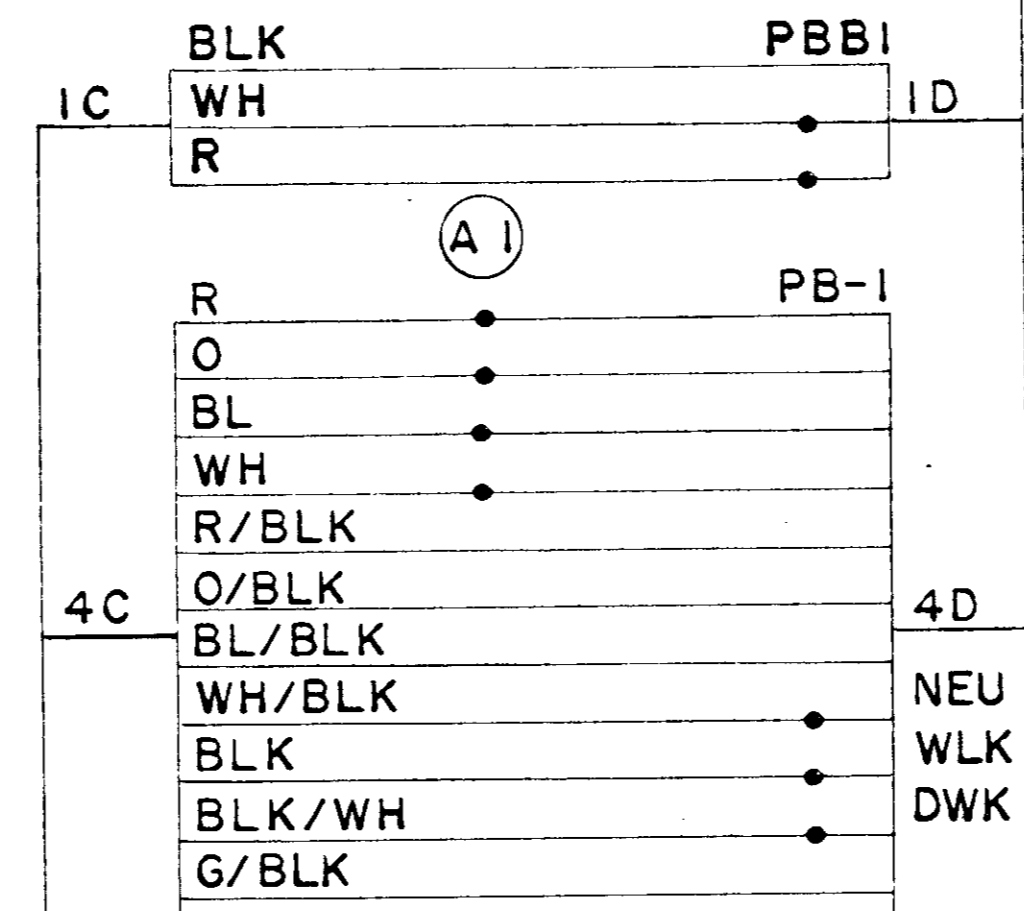 BLK PBB1
1C WH 1D
R
A 1
R PB-1
O
BL
WH
R/BLK
4C O/BLK 4D
BL/BLK
WH/BLK NEU
BLK WLK
BLK/WH DWK
G/BLK